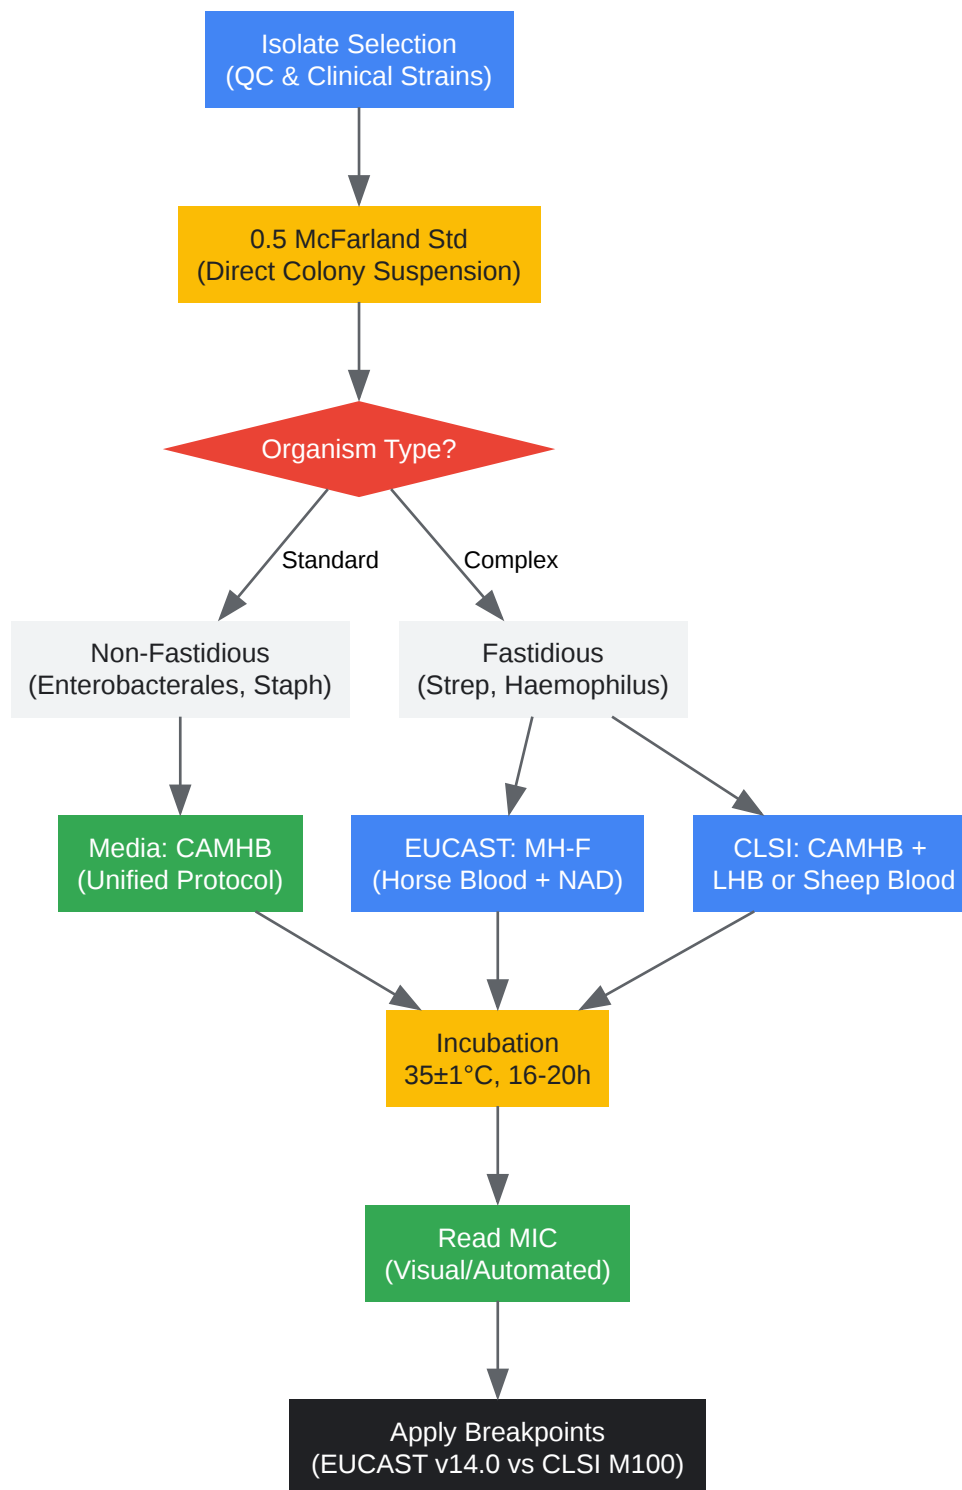 Isolate Selection
(QC & Clinical Strains)
0.5 McFarland Std
(Direct Colony Suspension)
Organism Type?
Standard
Complex
Non-Fastidious
(Enterobacterales, Staph)
Fastidious
(Strep, Haemophilus)
Media: CAMHB
(Unified Protocol)
EUCAST: MH-F
(Horse Blood + NAD)
CLSI: CAMHB +
LHB or Sheep Blood
Incubation
35±1°C, 16-20h
Read MIC
(Visual/Automated)
Apply Breakpoints
(EUCAST v14.0 vs CLSI M100)